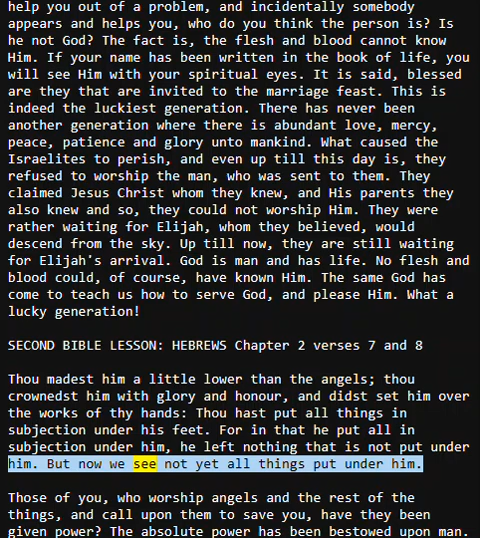 help you out of a problem, and incidentally somebody
appears and helps you, who do you think the person is? Is
he not God? The fact is, the flesh and blood cannot know
Him. If your name has been written in the book of life, you
will see Him with your spiritual eyes. It is said, blessed
are they that are invited to the marriage feast. This is
indeed the luckiest generation. There has never been
another generation where there is abundant love, mercy,
peace, patience and glory unto mankind. What caused the
Israelites to perish, and even up till this day is, they
refused to worship the man, who was sent to them. They
claimed Jesus Christ whom they knew, and His parents they
also knew and so, they could not worship Him. They were
rather waiting for Elijah, whom they believed, would
descend from the sky. Up till now, they are still waiting
for Elijah's arrival. God is man and has life. No flesh and
blood could, of course, have known Him. The same God has
come to teach us how to serve God, and please Him. What a
lucky generation!
SECOND BIBLE LESSON: HEBREWS Chapter 2 verses 7 and 8
Thou madest him a little lower than the angels; thou
crownedst him with glory and honour, and didst set him over
the works of thy hands: Thou hast put all things in
subjection under his feet. For in that he put all in
subjection under him, he left nothing that is not put under
him. But now we see not yet all things put under him.
Those of you, who worship angels and the rest of the
things, and call upon them to save you, have they been
given power? The absolute power has been bestowed upon man.